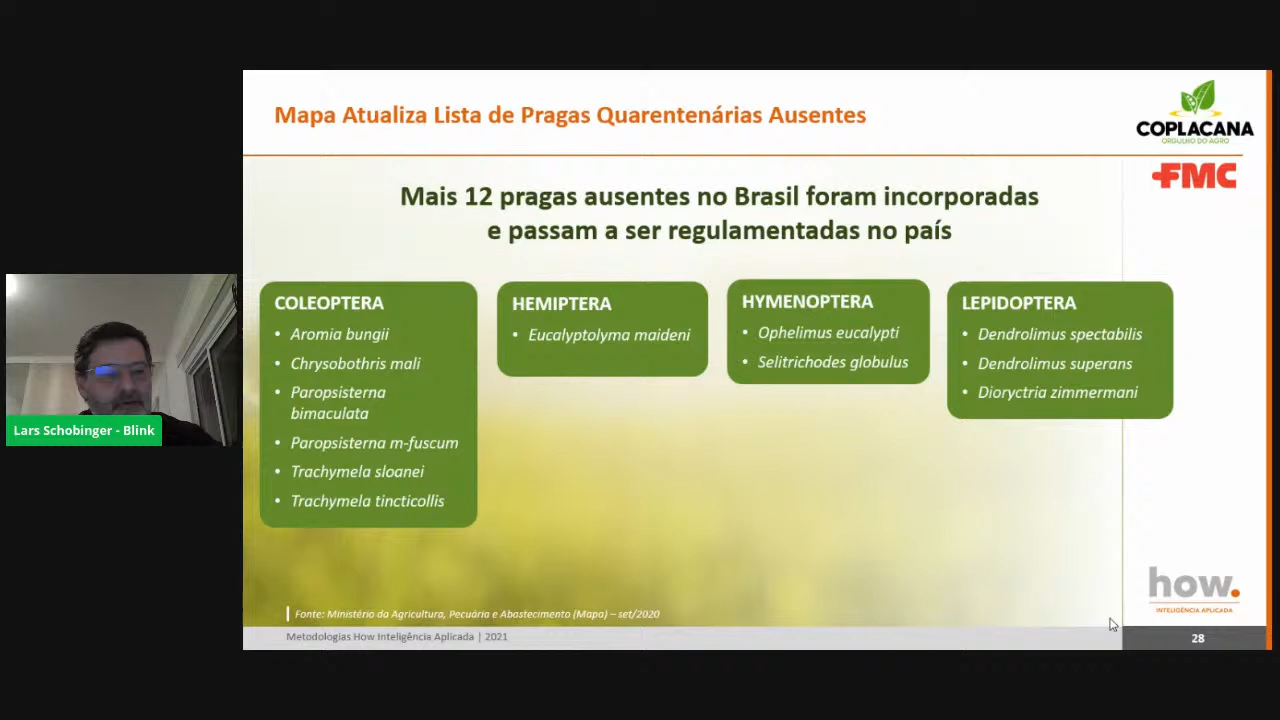 Mapa Atualiza Lista de Pragas Quarentenárias Ausentes
COPLACANA
ORGULHO DO AGRO
FMC
Mais 12 pragas ausentes no Brasil foram incorporadas
e passam a ser regulamentadas no país
COLEOPTERA
• Aromia bungii
• Chrysobothris mali
• Paropsisterna
bimaculata
• Paropsisterna m-fuscum
• Trachymela sloanei
• Trachymela tincticollis
HEMIPTERA
• Eucalyptolyma maideni
HYMENOPTERA
• Ophelimus eucalypti
• Selitrichodes globulus
LEPIDOPTERA
• Dendrolimus spectabilis
• Dendrolimus superans
• Dioryctria zimmermani
Lars Schobinger - Blink
Fonte: Ministério da Agricultura, Pecuária e Abastecimento (Mapa) – set/2020
how.
INTELIGÊNCIA APLICADA
Metodologias How Inteligência Aplicada | 2021
28